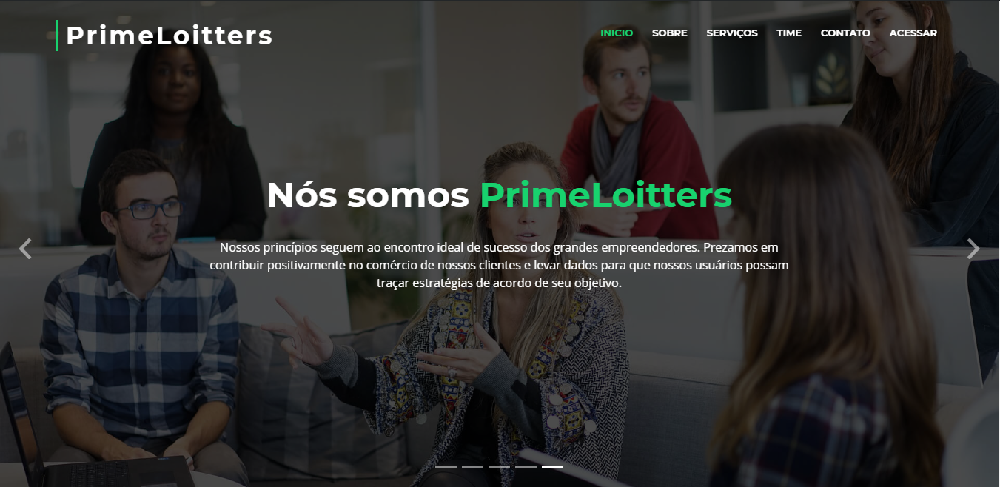 PrimeLoitters
INICIO SOBRE SERVIÇOS TIME CONTATO ACESSAR
Nós somos PrimeLoitters
Nossos princípios seguem ao encontro ideal de sucesso dos grandes empreendedores. Prezamos em
contribuir positivamente no comércio de nossos clientes e levar dados para que nossos usuários possam
traçar estratégias de acordo de seu objetivo.